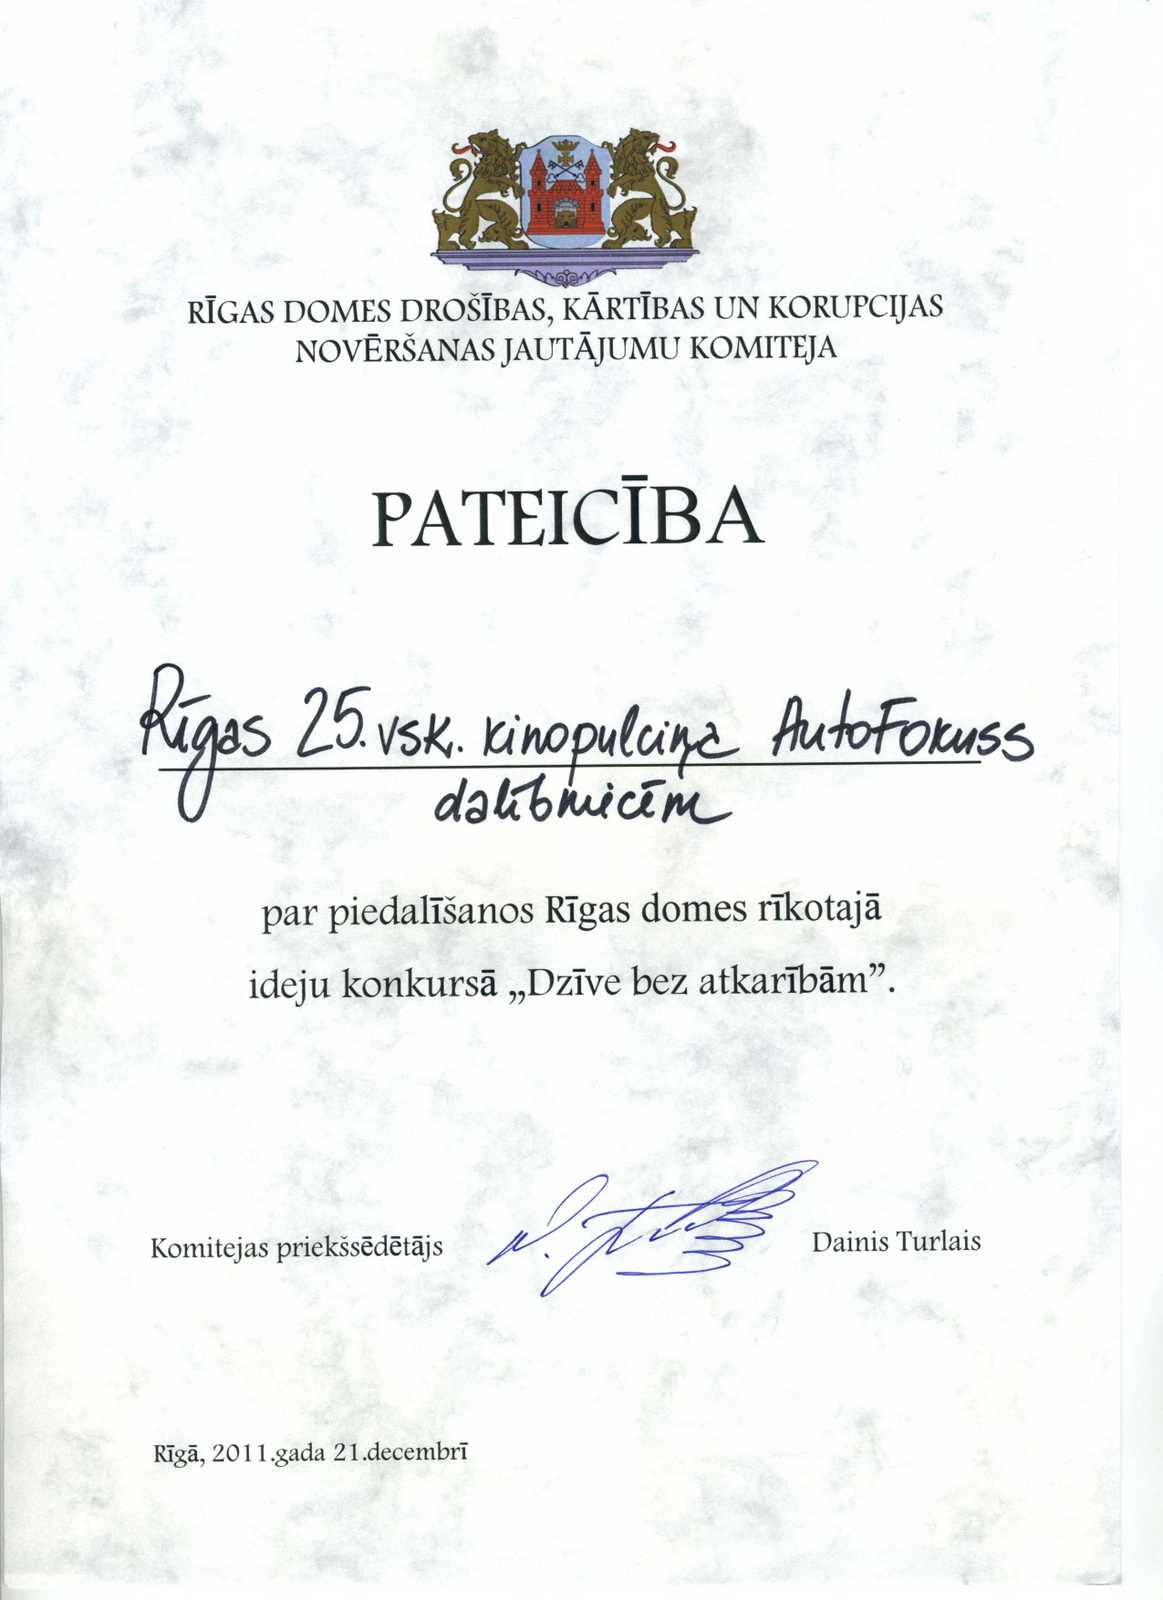 RĪGAS DOMES DROŠĪBAS, KĀRTĪBAS UN KORUPCIJAS
NOVĒRŠANAS JAUTĀJUMU KOMITEJA
PATEICĪBA
Rīgas 25. vsk. kinopulciņa AutoFokuss
dalībniecēm
par piedalīšanos Rīgas domes rīkotajā
ideju konkursā „Dzīve bez atkarībām”.
Komitejas priekšsēdētājs
Dainis Turlais
Rīgā, 2011.gada 21.decembrī